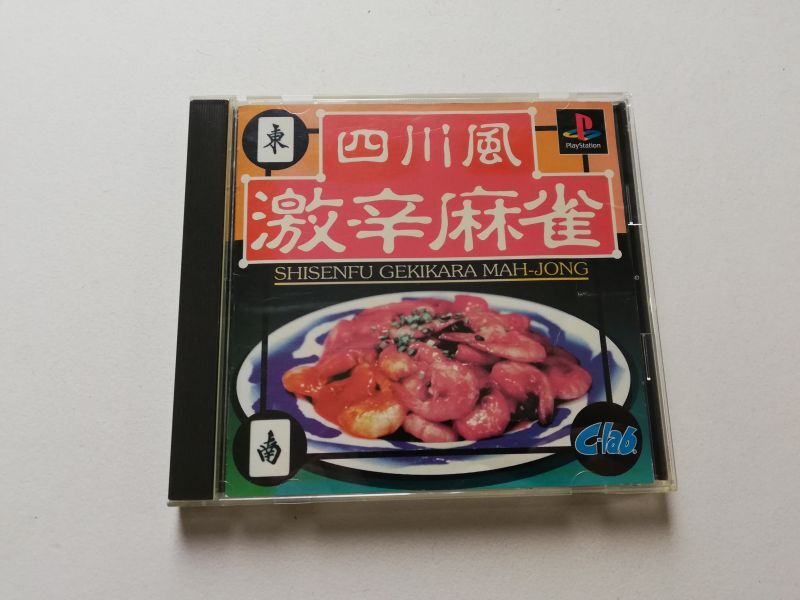 東
四川風
PlayStation
激辛麻雀
SHISENFU GEKIKARA MAH-JONG
南
C-lab.